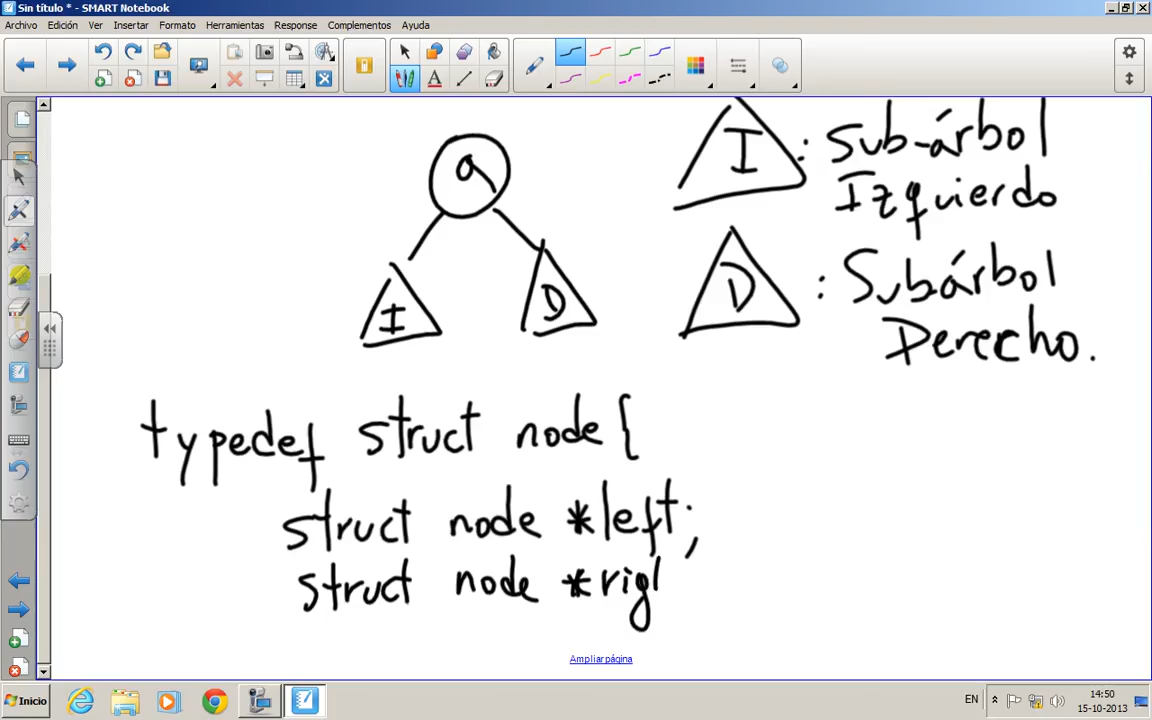 Sin título * - SMART Notebook
Archivo Edición Ver Insertar Formato Herramientas Response Complementos Ayuda
a
I D
I : Sub-árbol
Izquierdo
D : Subárbol
Derecho.
typedef struct node{
struct node *left;
struct node *rigl
Ampliar página
Inicio
EN 14:50
15-10-2013